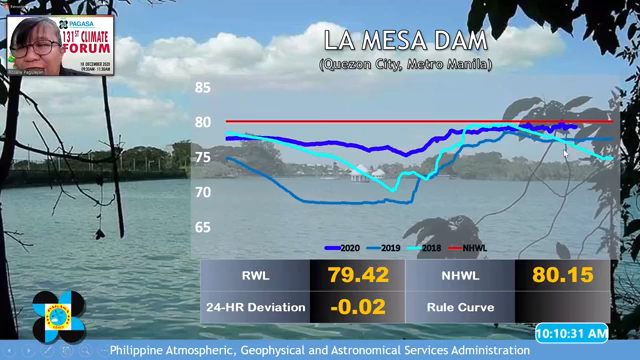 PAGASA
131ST CLIMATE
FORUM
LA MESA DAM
(Quezon City, Metro Manila)
85
80
75
70
65
2020 2019 2018 NHWL
RWL 79.42 NHWL 80.15
24-HR Deviation -0.02 Rule Curve
10:10:31 AM
Philippine Atmospheric, Geophysical and Astronomical Services Administration